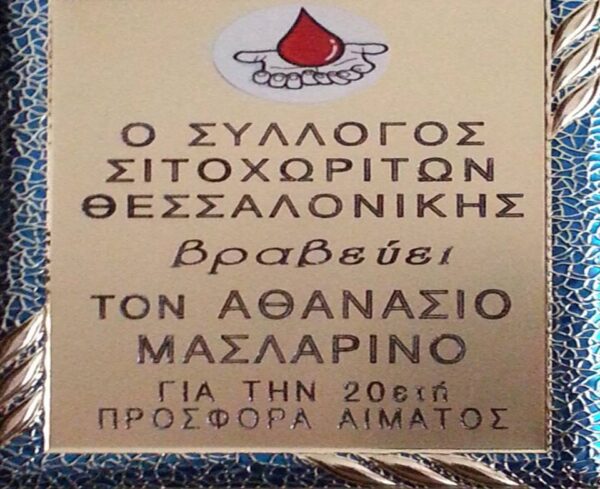 Ο ΣΥΛΛΟΓΟΣ
ΣΙΤΟΧΩΡΙΤΩΝ
ΘΕΣΣΑΛΟΝΙΚΗΣ
βραβεύει
ΤΟΝ ΑΘΑΝΑΣΙΟ
ΜΑΣΛΑΡΙΝΟ
ΓΙΑ ΤΗΝ 20ετή
ΠΡΟΣΦΟΡΑ ΑΙΜΑΤΟΣ